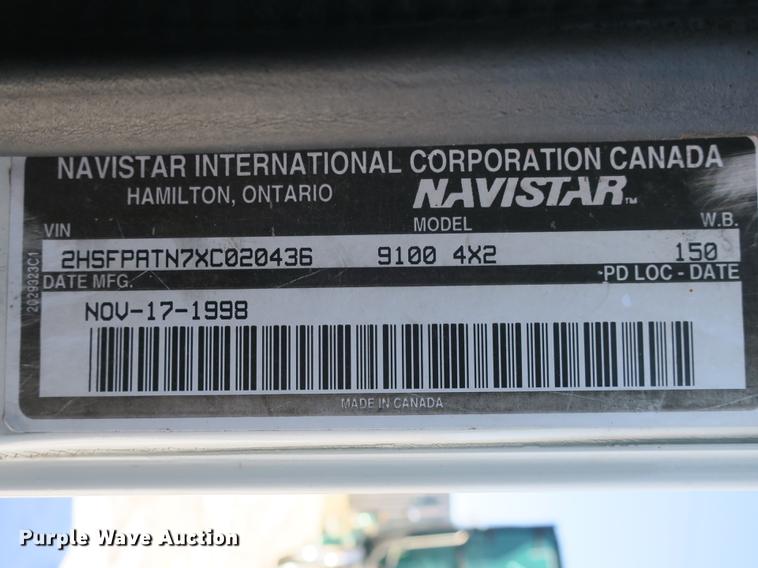 NAVISTAR INTERNATIONAL CORPORATION CANADA
HAMILTON, ONTARIO NAVISTAR™
VIN MODEL W.B.
2HSFPATN7XC020436 9100 4X2 150
DATE MFG. PD LOC - DATE
NOV-17-1998
MADE IN CANADA
2029323C1
Purple Wave Auction